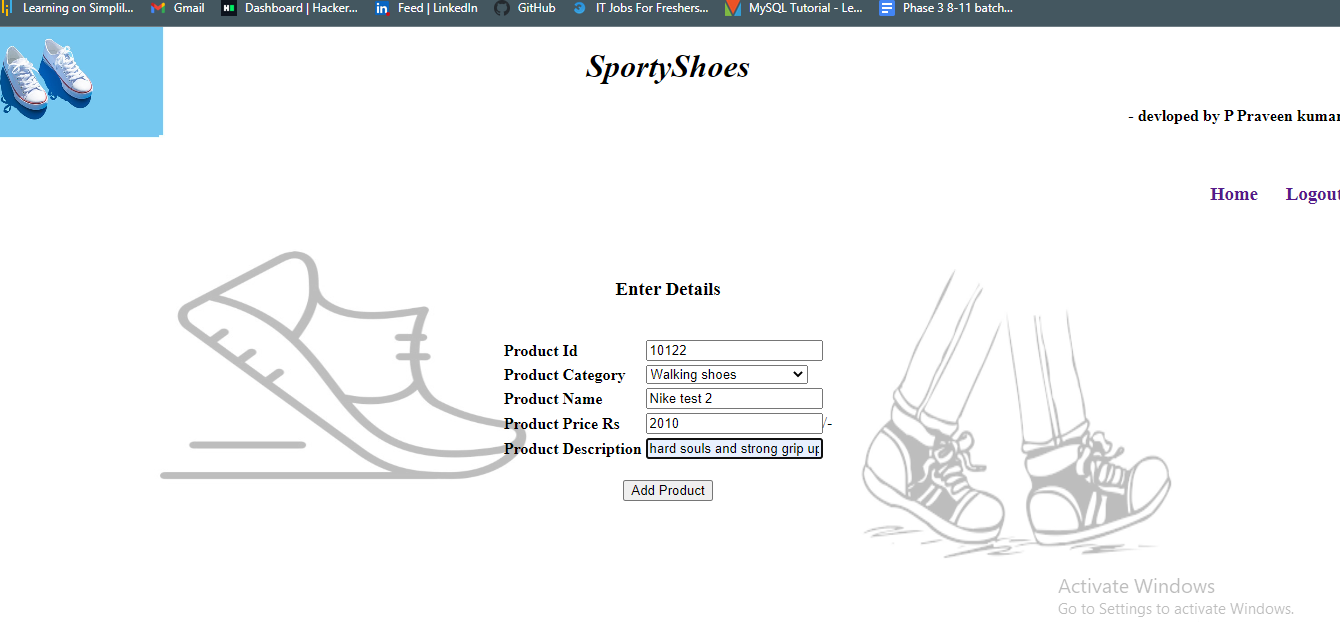 Learning on Simplil... Gmail Dashboard | Hacker... Feed | LinkedIn GitHub IT Jobs For Freshers... MySQL Tutorial - Le... Phase 3 8-11 batch...
SportyShoes
- devloped by P Praveen kumar
Home Logout
Enter Details
Product Id 10122
Product Category Walking shoes
Product Name Nike test 2
Product Price Rs 2010 /-
Product Description hard souls and strong grip up
Add Product
Activate Windows
Go to Settings to activate Windows.